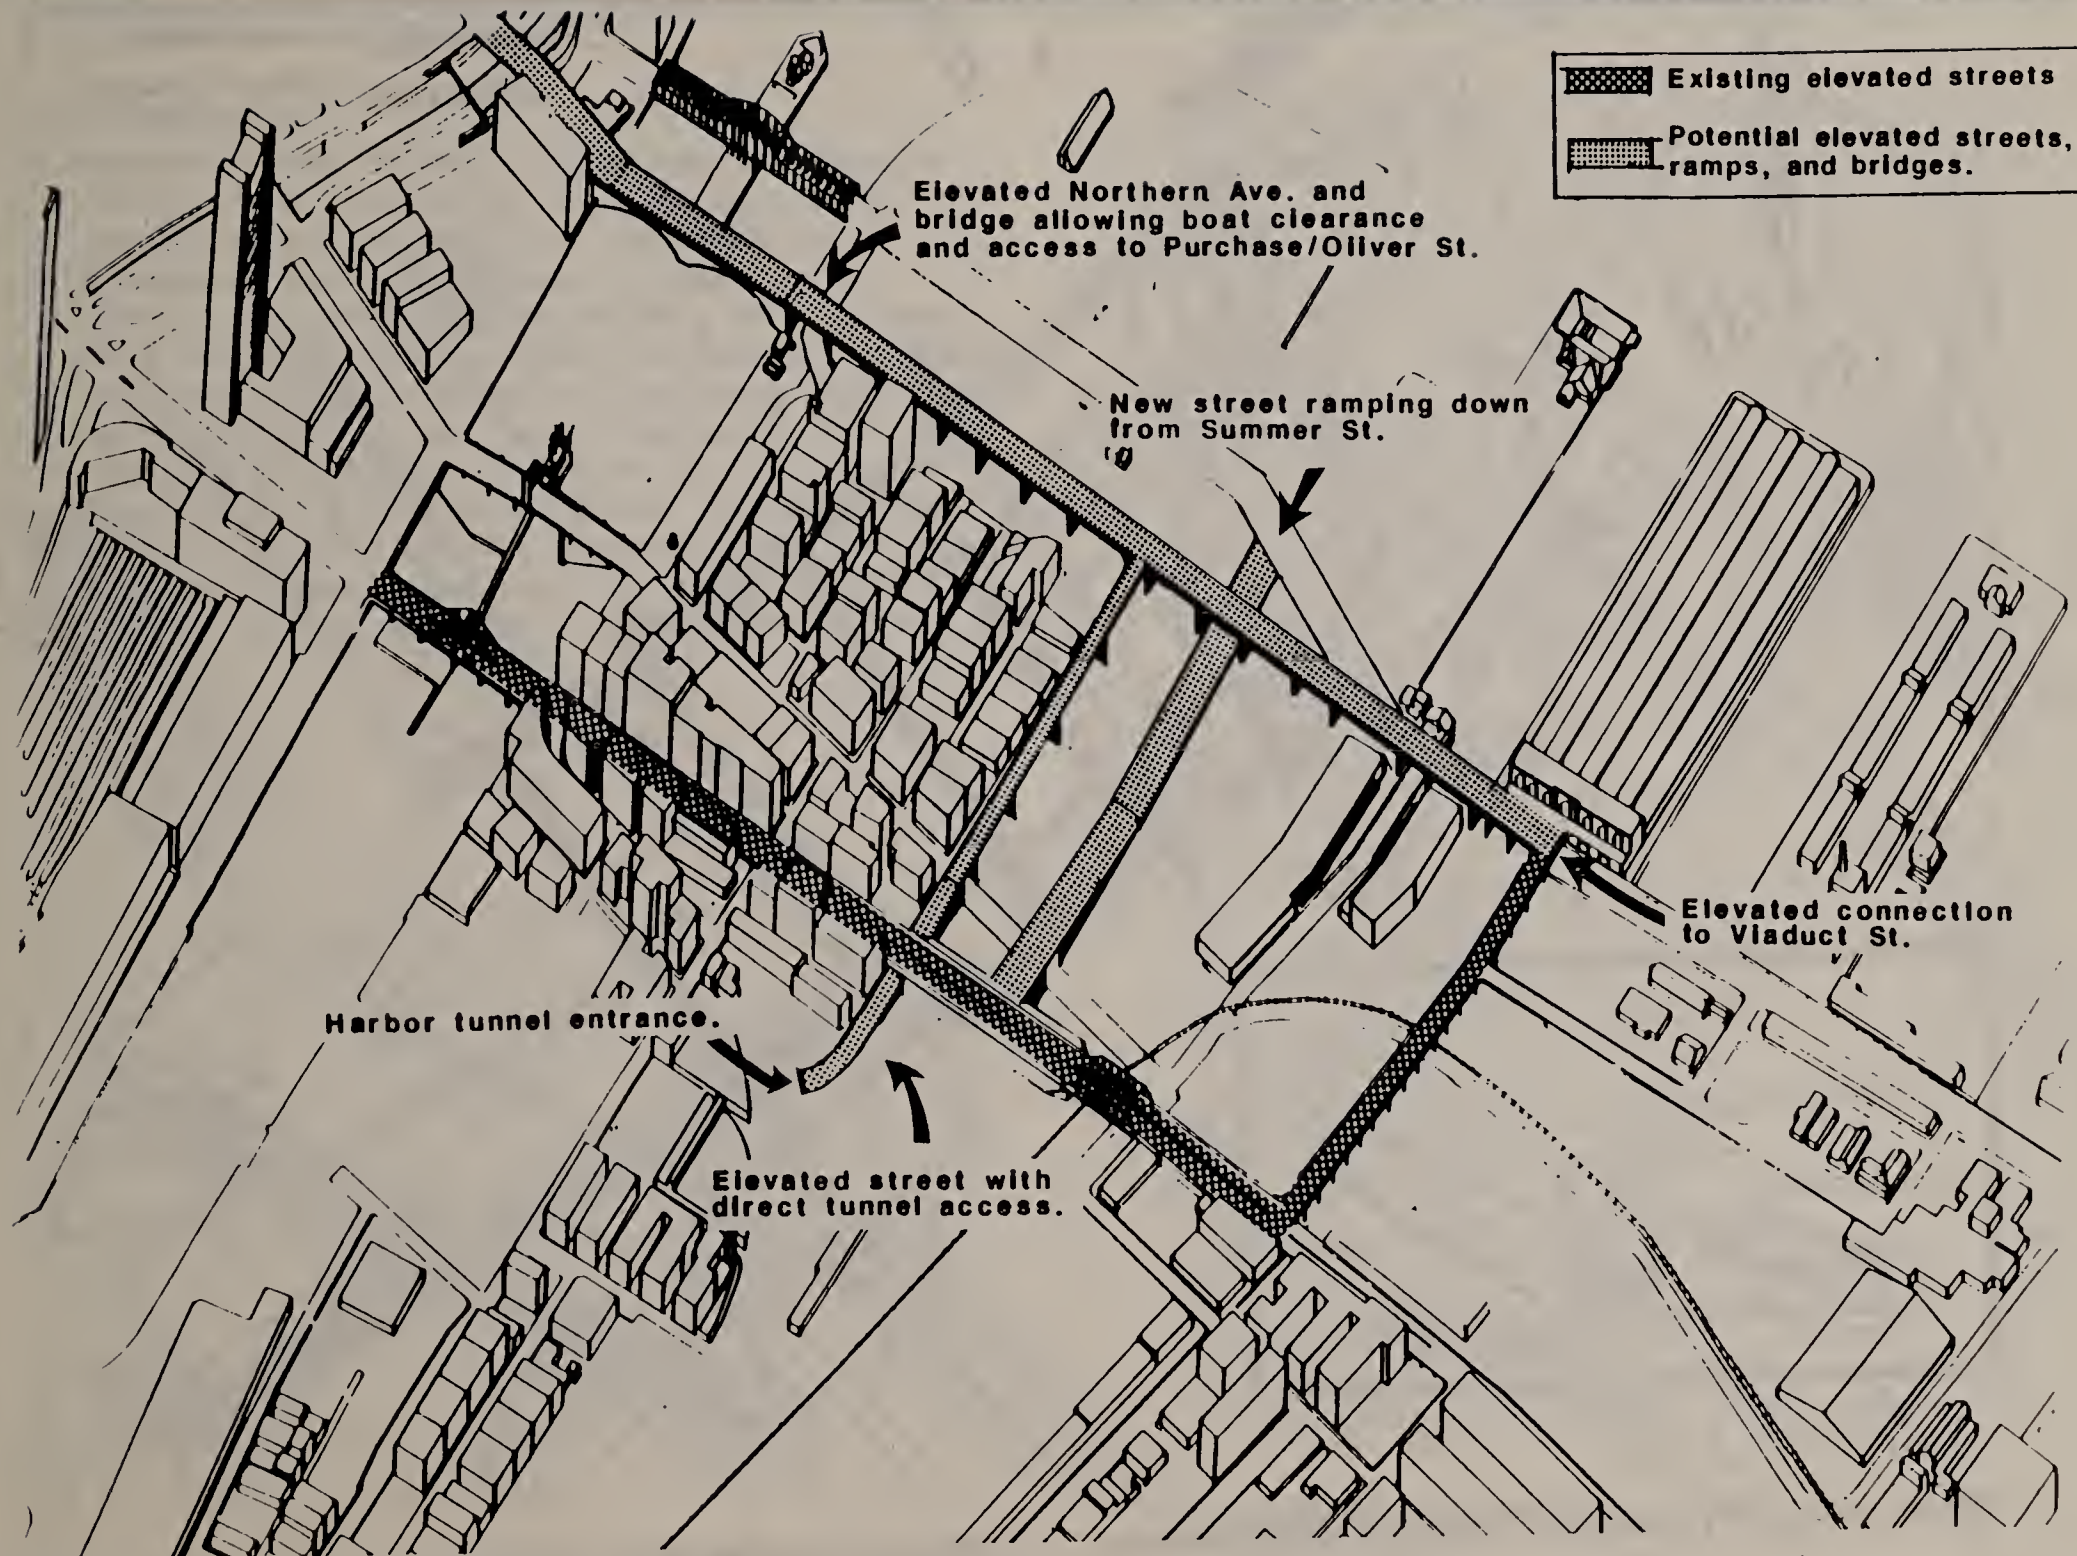 Existing elevated streets
Potential elevated streets,
ramps, and bridges.
Elevated Northern Ave. and
bridge allowing boat clearance
and access to Purchase/Oliver St.
New street ramping down
from Summer St.
Elevated connection
to Viaduct St.
Harbor tunnel entrance.
Elevated street with
direct tunnel access.